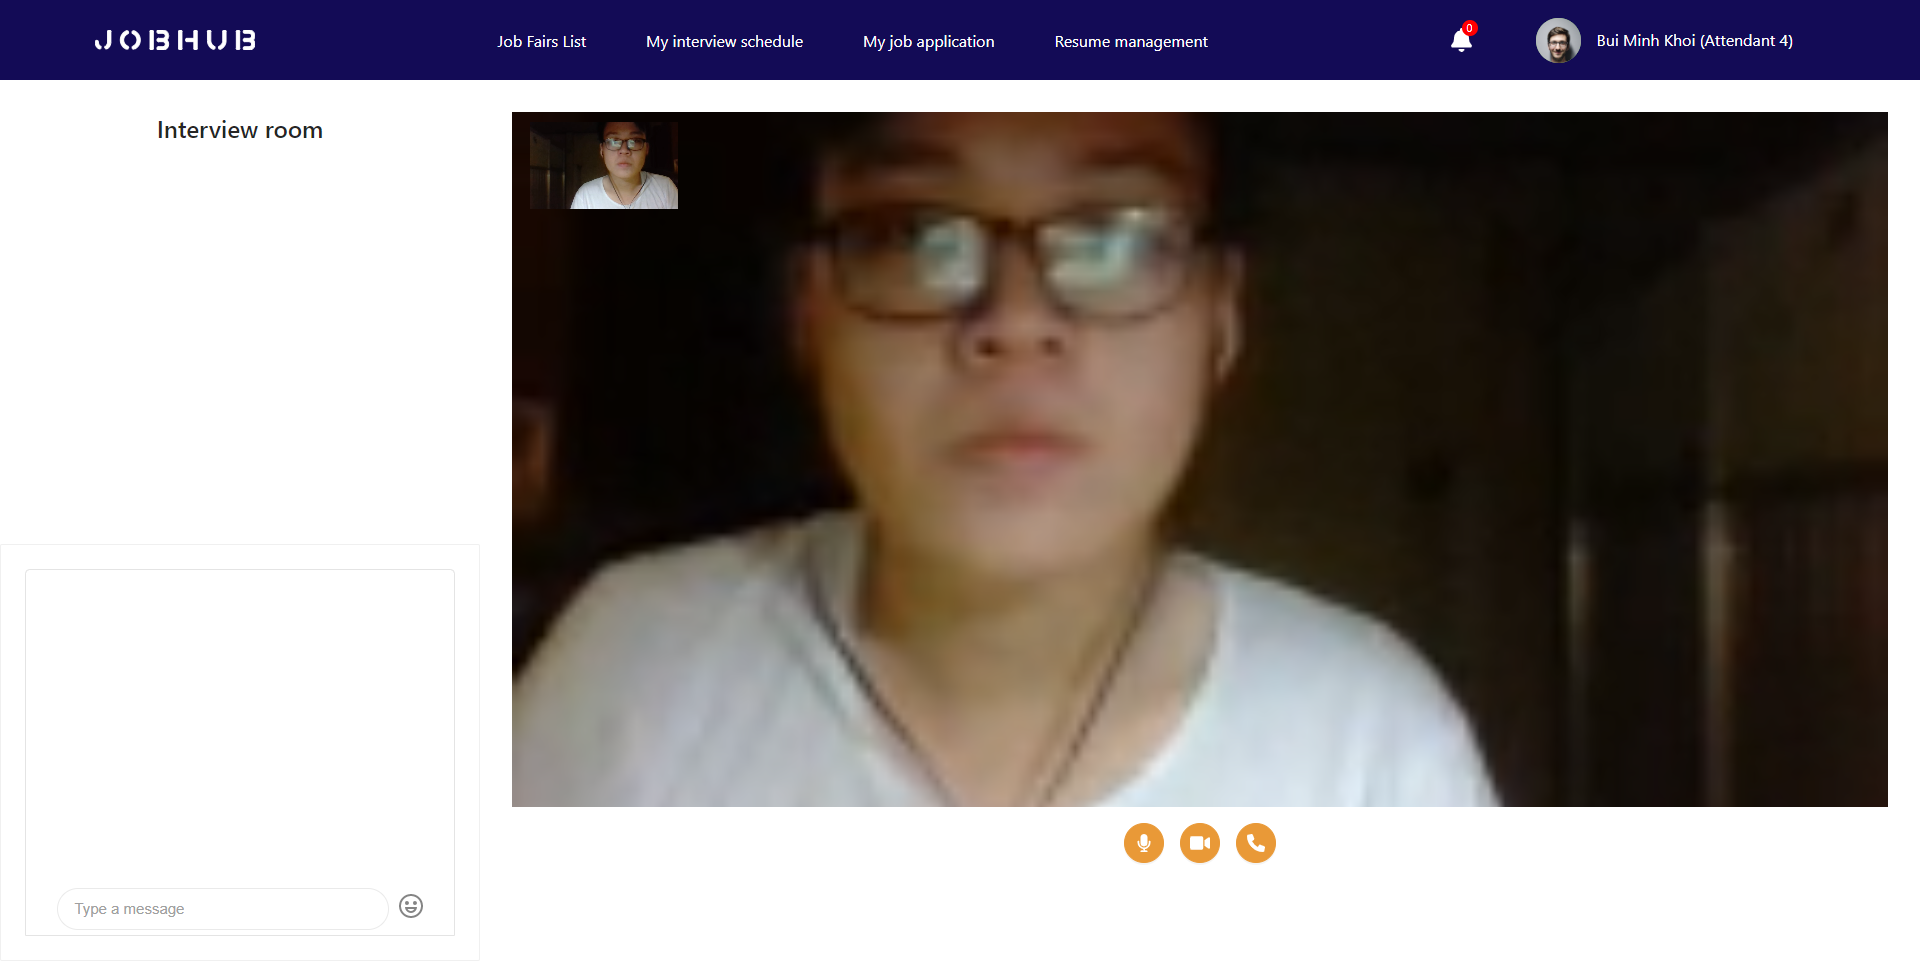 JOBHUB
Job Fairs List
My interview schedule
My job application
Resume management
0
Bui Minh Khoi (Attendant 4)
Interview room
Type a message